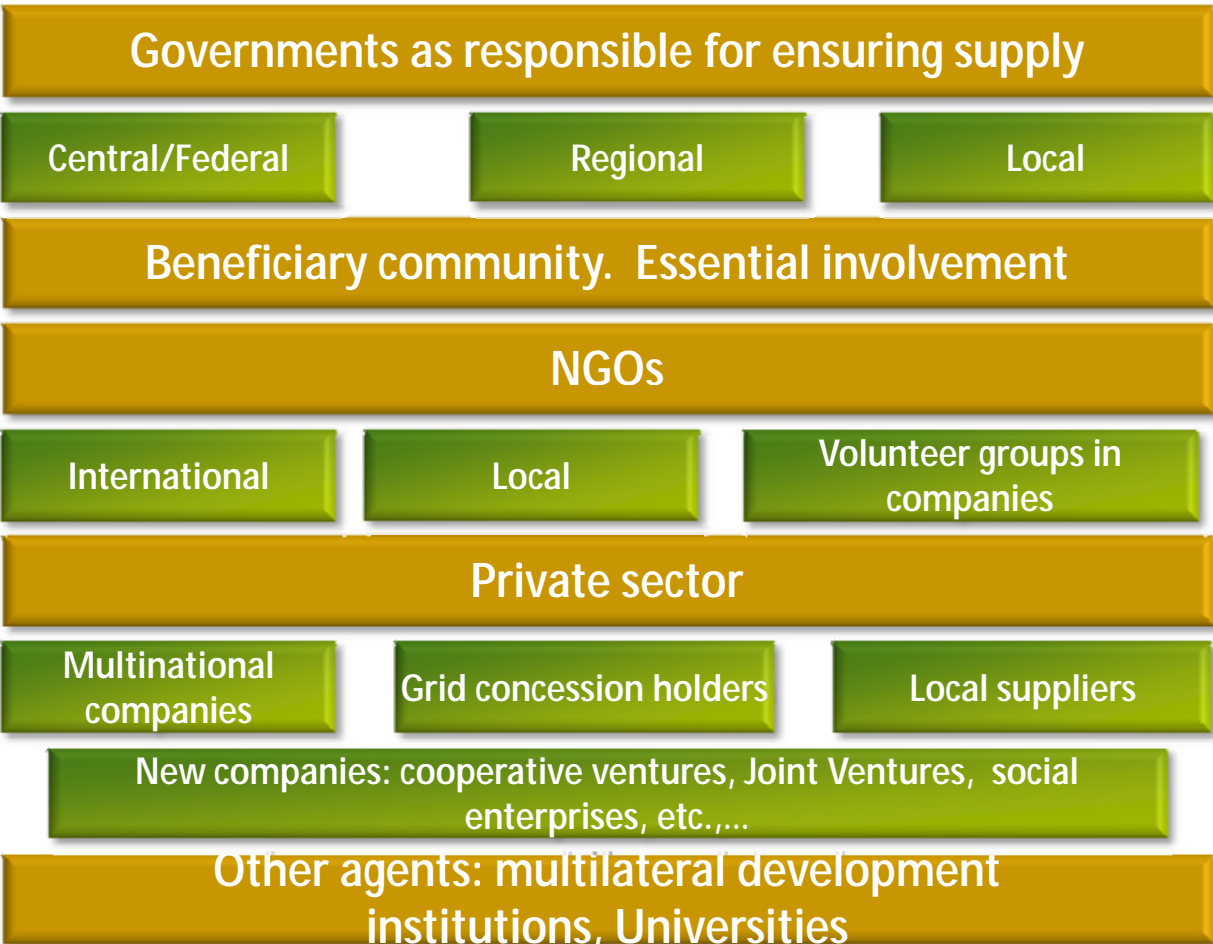 Governments as responsible for ensuring supply
Central/Federal
Regional
Local
Beneficiary community.  Essential involvement
NGOs
International
Local
Volunteer groups in
companies
Private sector
Multinational
companies
Grid concession holders
Local suppliers
New companies: cooperative ventures, Joint Ventures,  social
enterprises, etc.,...
Other agents: multilateral development
institutions, Universities